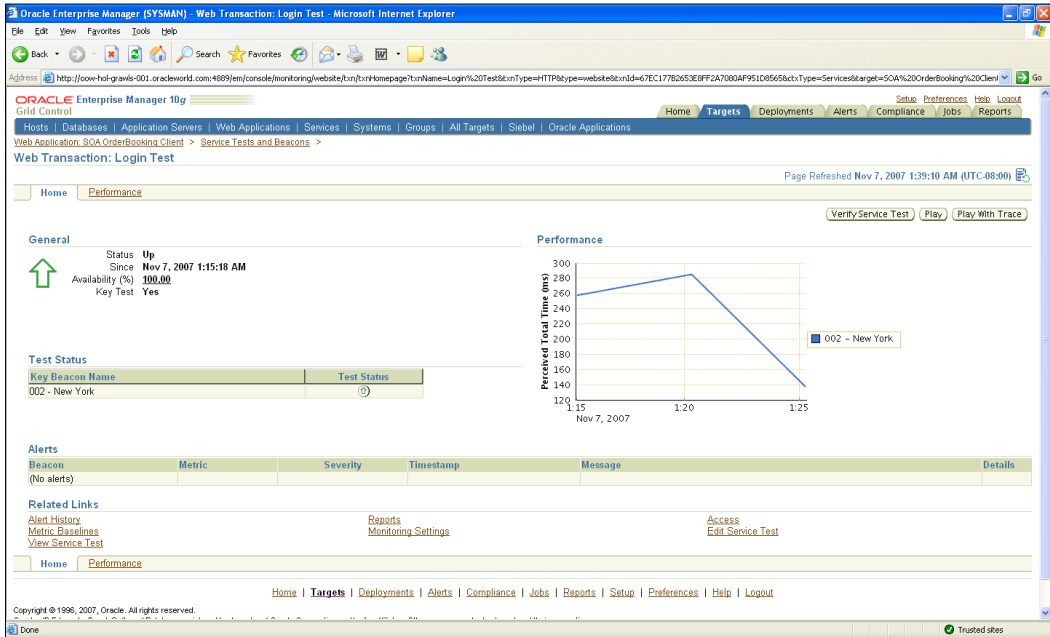 Oracle Enterprise Manager (SYSMAN) - Web Transaction: Login Test - Microsoft Internet Explorer
File Edit View Favorites Tools Help
Back Search Favorites
Address http://oow-hol-grawls-001.oracleworld.com:4889/em/console/monitoring/website/txn/txnHomepage?txnName=Login%20Test&txnType=HTTP&type=website&txnId=67EC177B2653E8FF2A7080AF951D8565&ctxType=Services&target=SOA%20OrderBooking%20Client Go
ORACLE Enterprise Manager 10g
Grid Control
Setup Preferences Help Logout
Home Targets Deployments Alerts Compliance Jobs Reports
Hosts | Databases | Application Servers | Web Applications | Services | Systems | Groups | All Targets | Siebel | Oracle Applications
Web Application: SOA OrderBooking Client > Service Tests and Beacons >
Web Transaction: Login Test
Page Refreshed Nov 7, 2007 1:39:10 AM (UTC-08:00)
Home Performance
Verify Service Test Play Play With Trace
General
Status Up
Since Nov 7, 2007 1:15:18 AM
Availability (%) 100.00
Key Test Yes
Performance
Perceived Total Time (ms)
300
280
260
240
220
200
180
160
140
120
1:15 1:20 1:25
Nov 7, 2007
002 - New York
Test Status
Key Beacon Name Test Status
002 - New York
Alerts
Beacon Metric Severity Timestamp Message Details
(No alerts)
Related Links
Alert History Reports Access
Metric Baselines Monitoring Settings Edit Service Test
View Service Test
Home Performance
Home | Targets | Deployments | Alerts | Compliance | Jobs | Reports | Setup | Preferences | Help | Logout
Copyright © 1996, 2007, Oracle. All rights reserved.
Done Trusted sites